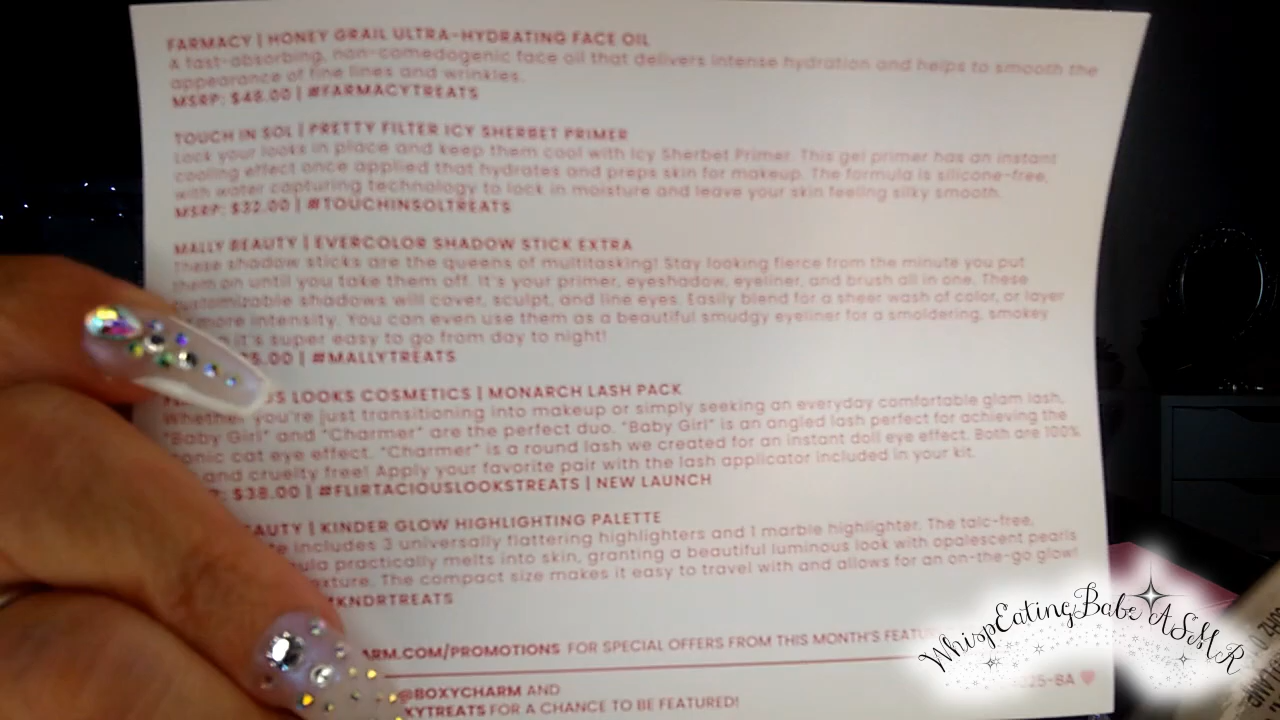 FARMACY | HONEY GRAIL ULTRA-HYDRATING FACE OIL
A fast-absorbing, non-comedogenic face oil that delivers intense hydration and helps to smooth the
appearance of fine lines and wrinkles.
MSRP: $48.00 | #FARMACYTREATS
TOUCH IN SOL | PRETTY FILTER ICY SHERBET PRIMER
Lock your looks in place and keep them cool with Icy Sherbet Primer. This gel primer has an instant
cooling effect once applied that hydrates and preps skin for makeup. The formula is silicone-free,
with water capturing technology to lock in moisture and leave your skin feeling silky smooth.
MSRP: $32.00 | #TOUCHINSOLTREATS
MALLY BEAUTY | EVERCOLOR SHADOW STICK EXTRA
These shadow sticks are the queens of multitasking! Stay looking fierce from the minute you put
them on until you take them off. It's your primer, eyeshadow, eyeliner, and brush all in one. These
customizable shadows will cover, sculpt, and line eyes. Easily blend for a sheer wash of color, or layer
more intensity. You can even use them as a beautiful smudgy eyeliner for a smoldering, smokey
it's super easy to go from day to night!
5.00 | #MALLYTREATS
LOOKS COSMETICS | MONARCH LASH PACK
Whether you're just transitioning into makeup or simply seeking an everyday comfortable glam lash,
"Baby Girl" and "Charmer" are the perfect duo. "Baby Girl" is an angled lash perfect for achieving the
iconic cat eye effect. "Charmer" is a round lash we created for an instant doll eye effect. Both are 100%
and cruelty free! Apply your favorite pair with the lash applicator included in your kit.
$38.00 | #FLIRTACIOUSLOOKSTREATS | NEW LAUNCH
BEAUTY | KINDER GLOW HIGHLIGHTING PALETTE
includes 3 universally flattering highlighters and 1 marble highlighter. The talc-free,
practically melts into skin, granting a beautiful luminous look with opalescent pearls
The compact size makes it easy to travel with and allows for an on-the-go glow!
#KNDRTREATS
ARM.COM/PROMOTIONS FOR SPECIAL OFFERS FROM THIS MONTH'S
@BOXYCHARM AND
XYTREATS FOR A CHANCE TO BE FEATURED!
25-BA
WhispEatingBabe ASMR